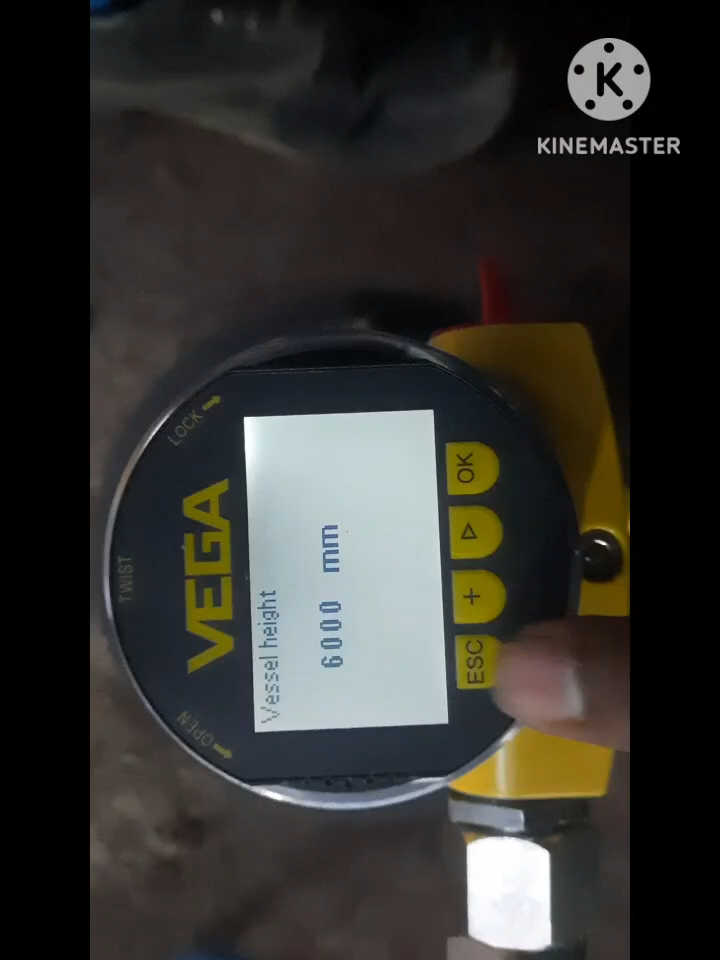 K
KINEMASTER
OPEN
TWIST
LOCK
VEGA
Vessel height
6000 mm
ESC
+
OK